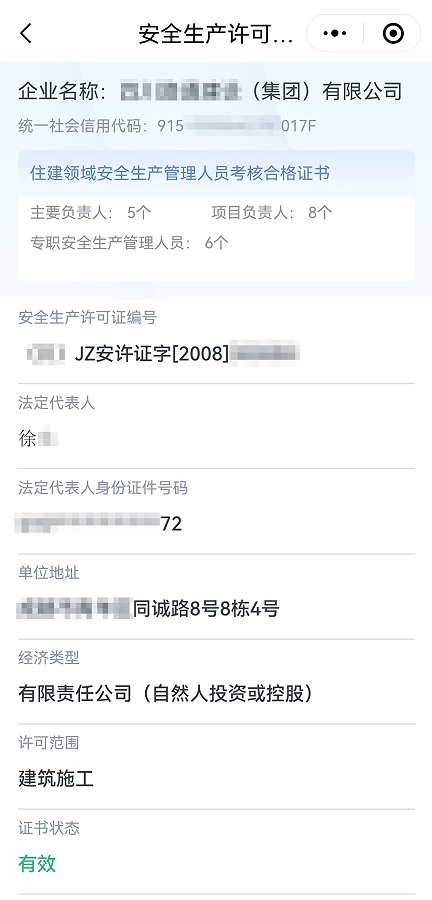 安全生产许可...
企业名称：（集团）有限公司
统一社会信用代码：915 017F
住建领域安全生产管理人员考核合格证书
主要负责人： 5个 项目负责人： 8个
专职安全生产管理人员： 6个
安全生产许可证编号
JZ安许证字[2008]
法定代表人
徐
法定代表人身份证件号码
72
单位地址
同诚路8号8栋4号
经济类型
有限责任公司（自然人投资或控股）
许可范围
建筑施工
证书状态
有效